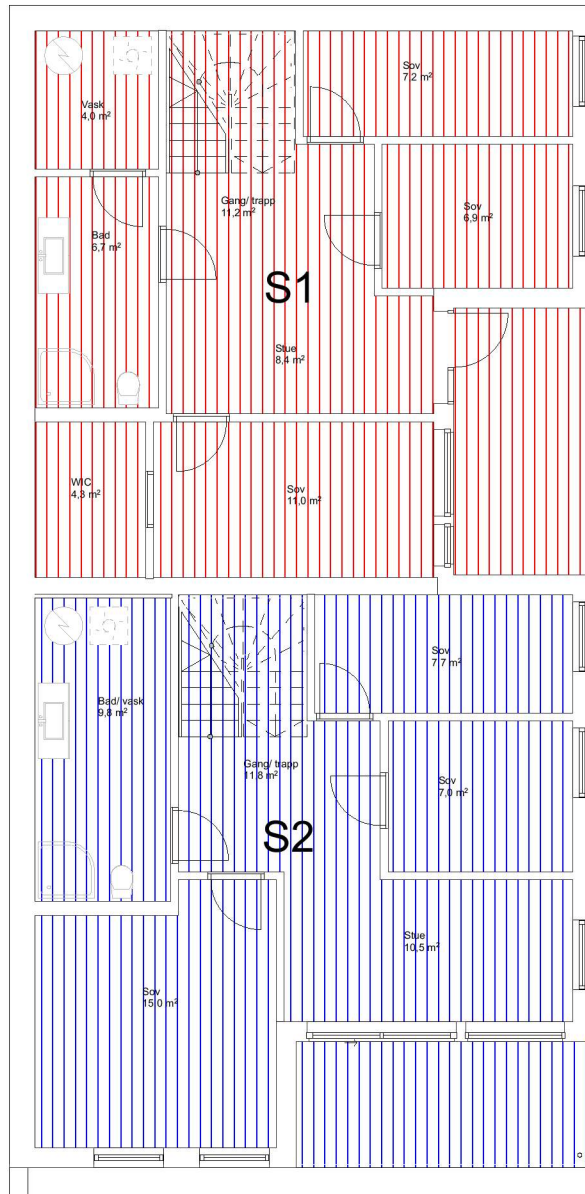 Sov
7,2 m²
Vask
4,0 m²
Gang/ trapp
11,2 m²
Sov
6,9 m²
Bad
6,7 m²
S1
Stue
8,4 m²
WIC
4,3 m²
Sov
11,0 m²
Sov
7,7 m²
Bad/ vask
9,8 m²
Gang/ trapp
11,8 m²
Sov
7,0 m²
S2
Stue
10,5 m²
Sov
15,0 m²